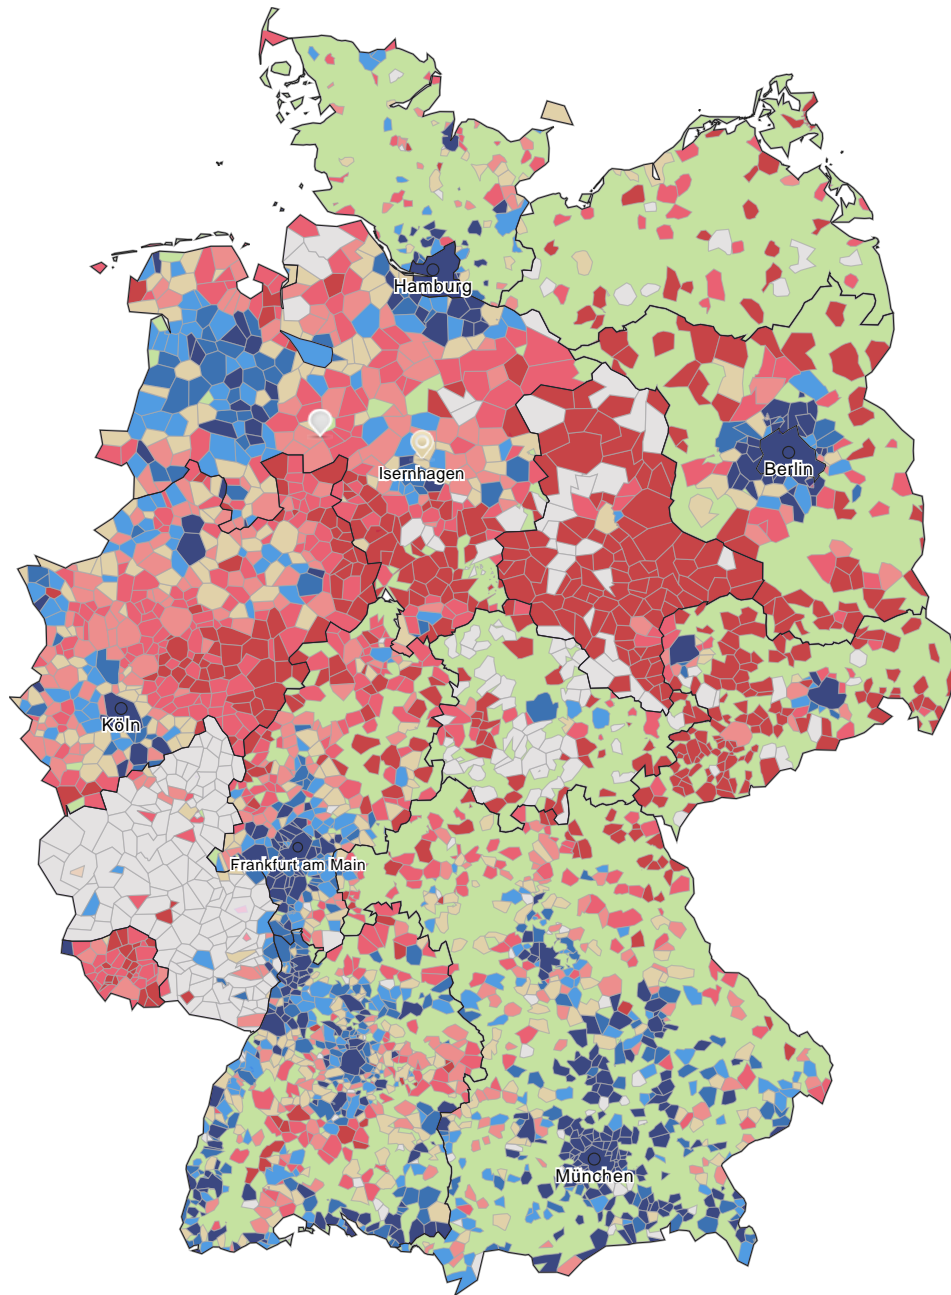 Hamburg
Isernhagen
Berlin
Köln
Frankfurt am Main
München